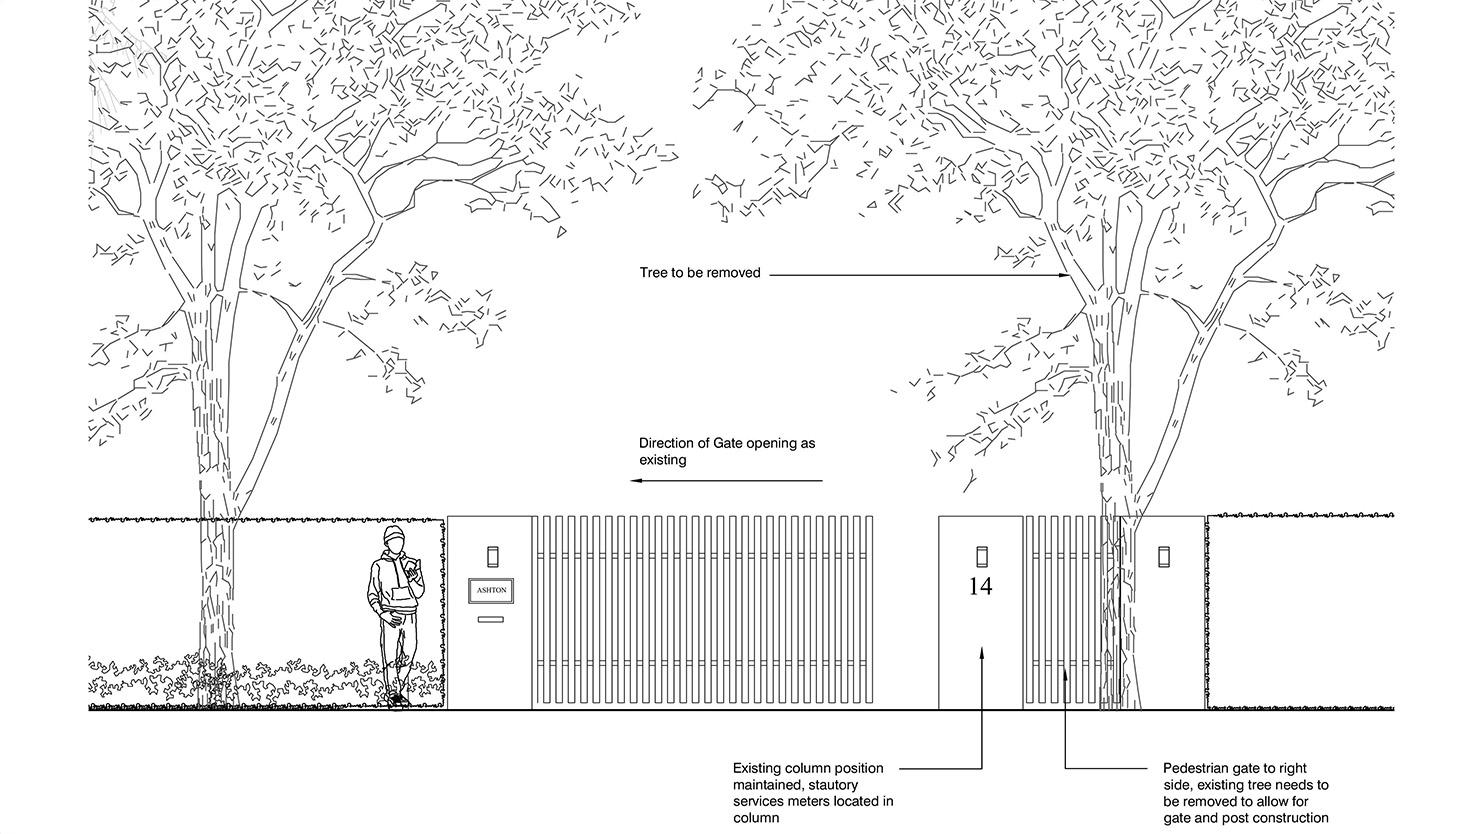 Tree to be removed
Direction of Gate opening as
existing
ASHTON
14
Existing column position
maintained, stautory
services meters located in
column
Pedestrian gate to right
side, existing tree needs to
be removed to allow for
gate and post construction